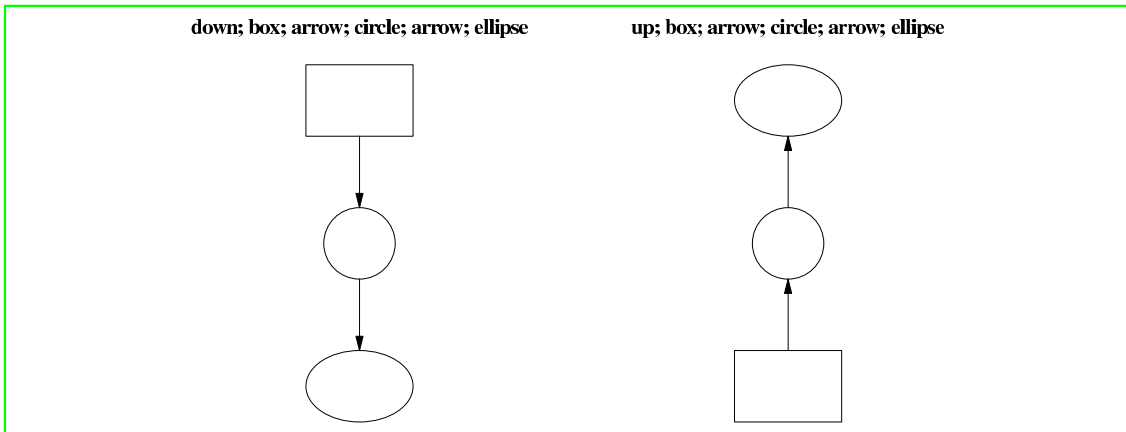 down; box; arrow; circle; arrow; ellipse
up; box; arrow; circle; arrow; ellipse